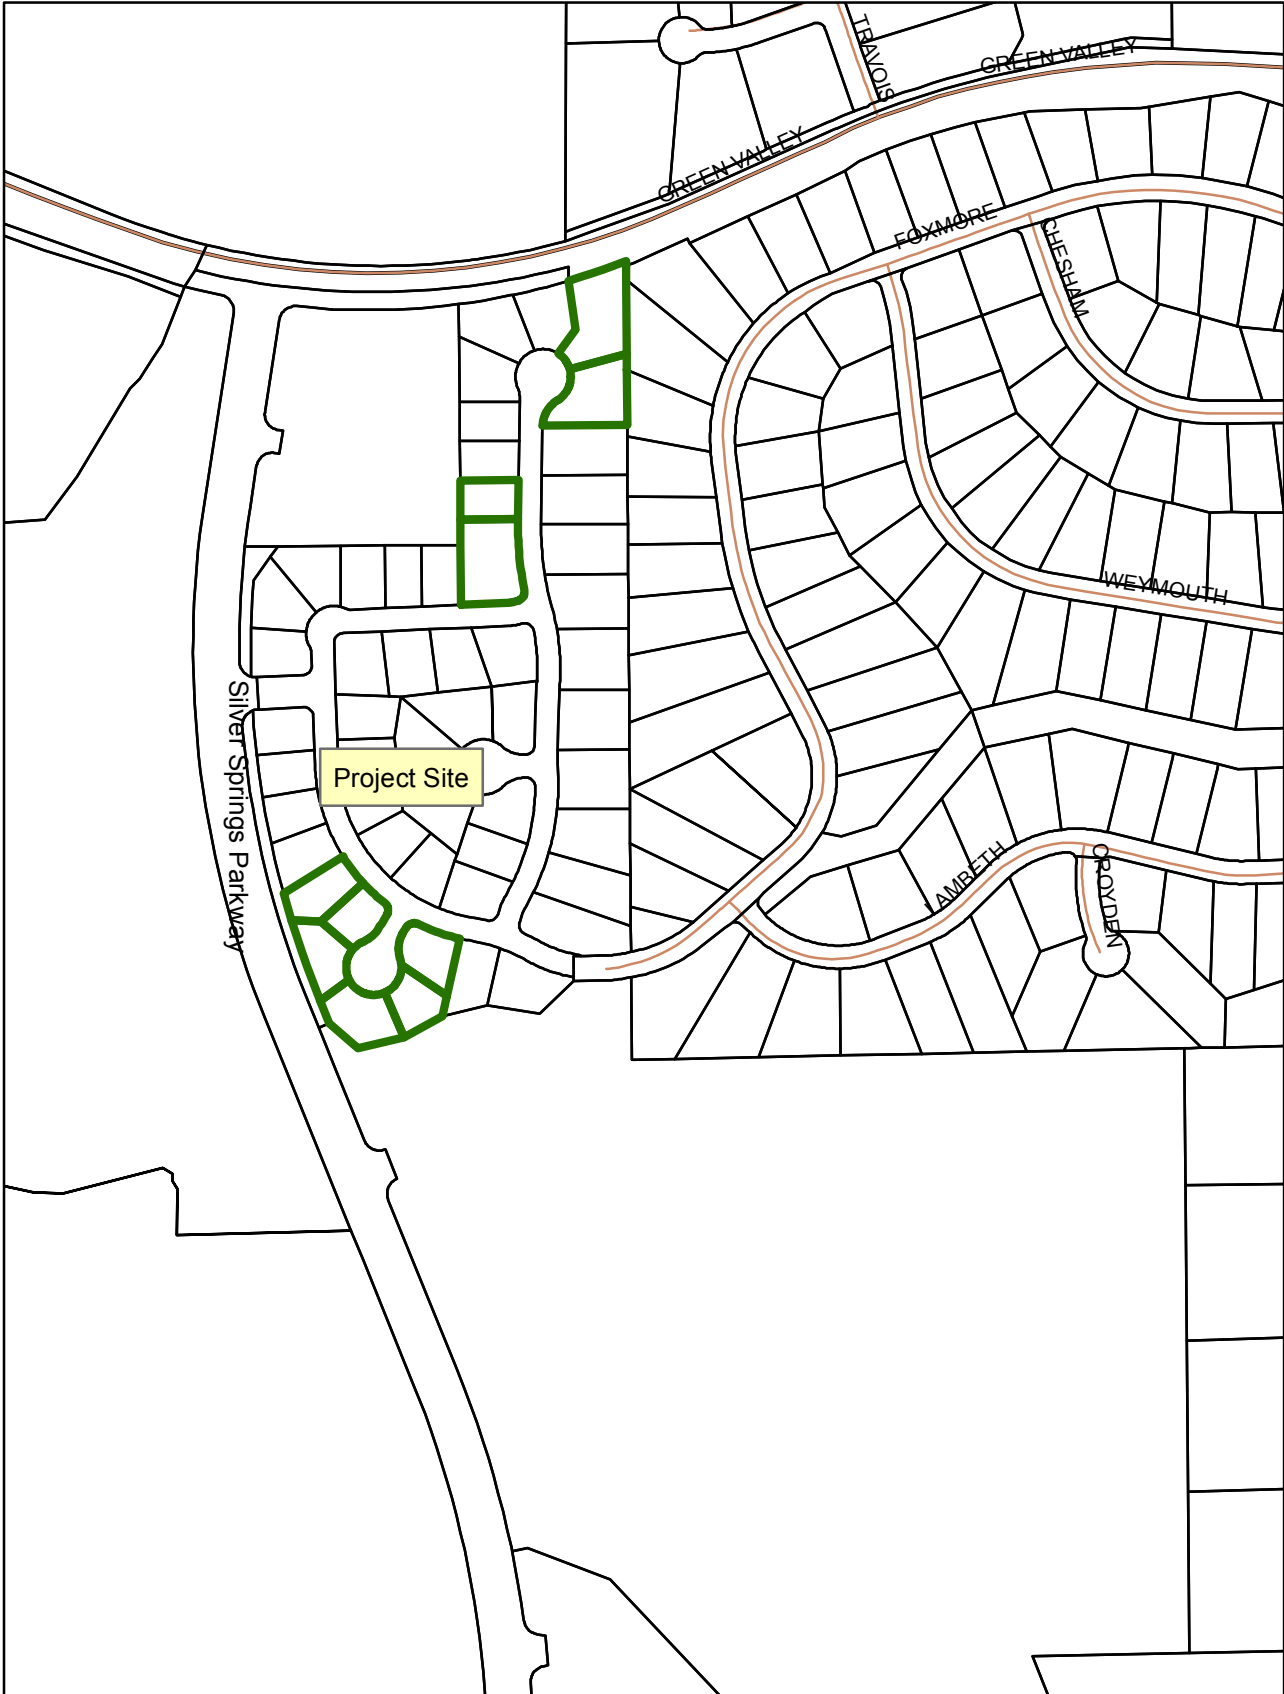 TRAVOIS
GREEN VALLEY
GREEN VALLEY
FOXMORE
CHESHAM
WEYMOUTH
Silver Springs Parkway
Project Site
LAMBETH
CROYDEN